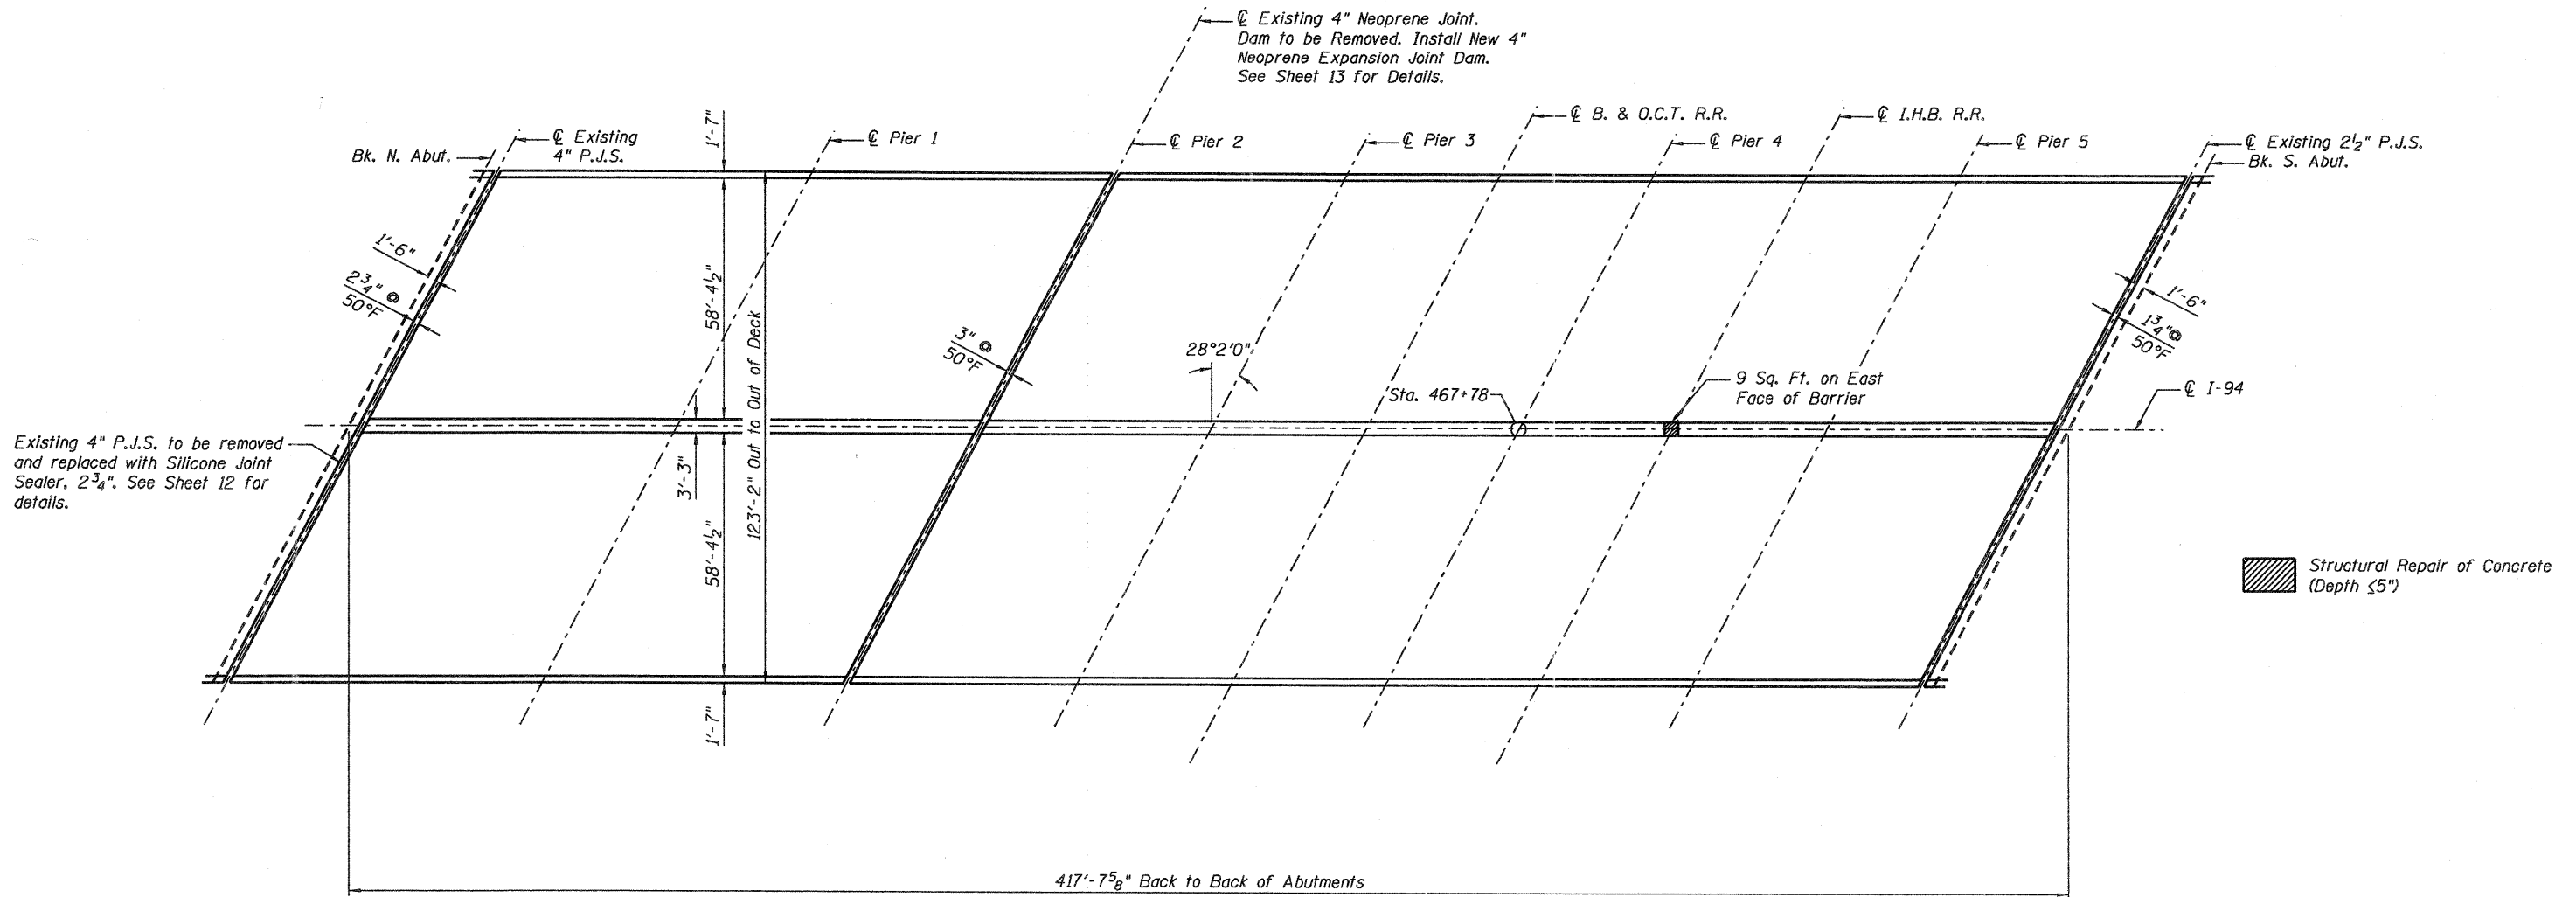 ℄ Existing 4" Neoprene Joint.
Dam to be Removed. Install New 4"
Neoprene Expansion Joint Dam.
See Sheet 13 for Details.
℄ B. & O.C.T. R.R.
℄ I.H.B. R.R.
Bk. N. Abut.
℄ Existing
4" P.J.S.
1'-7"
℄ Pier 1
℄ Pier 2
℄ Pier 3
℄ Pier 4
℄ Pier 5
℄ Existing 2½" P.J.S.
Bk. S. Abut.
1'-6"
2¾" @
50°F
58'-4½"
123'-2" Out to Out of Deck
3" @
50°F
28°2'0"
1'-6"
1¾" @
50°F
Sta. 467+78
9 Sq. Ft. on East
Face of Barrier
℄ I-94
Existing 4" P.J.S. to be removed
and replaced with Silicone Joint
Sealer, 2¾". See Sheet 12 for
details.
3'-3"
58'-4½"
1'-7"
Structural Repair of Concrete
(Depth ≤5")
417'-7⅝" Back to Back of Abutments